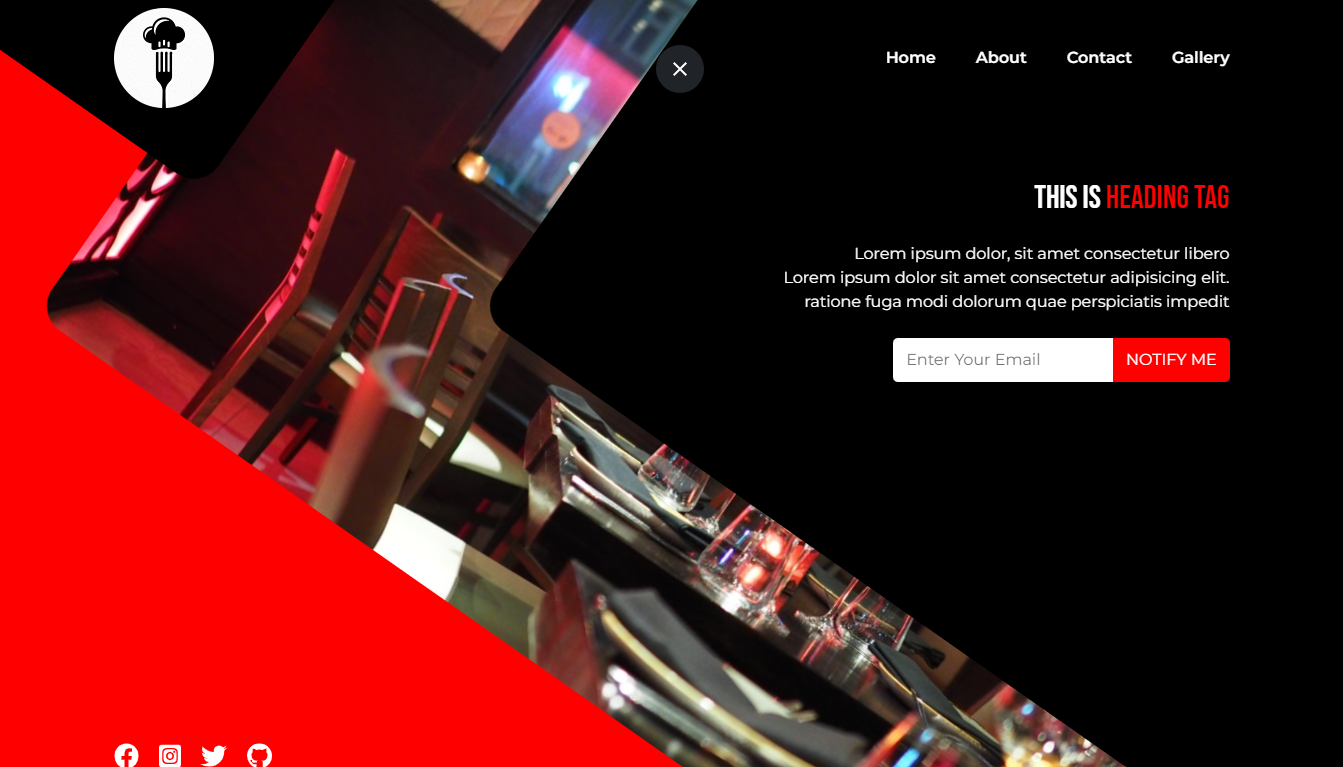 Home About Contact Gallery
THIS IS HEADING TAG
Lorem ipsum dolor, sit amet consectetur libero
Lorem ipsum dolor sit amet consectetur adipisicing elit.
ratione fuga modi dolorum quae perspiciatis impedit
Enter Your Email NOTIFY ME